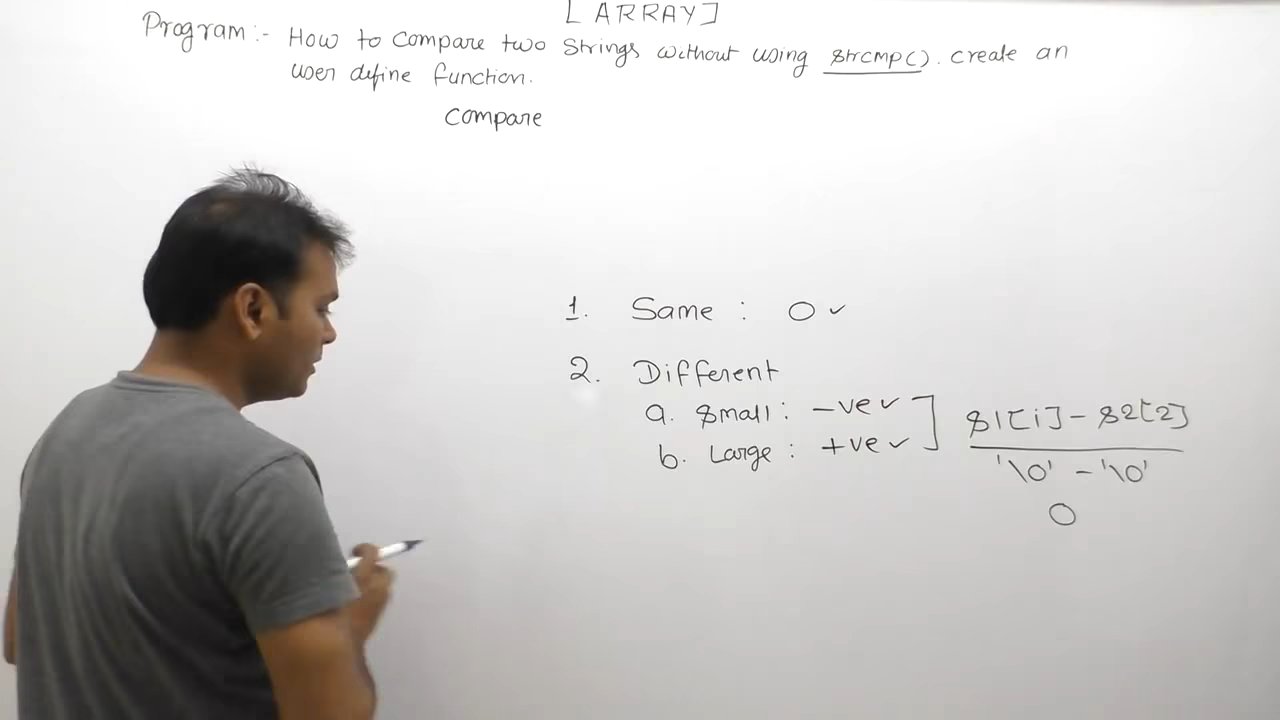 [ ARRAY]
Program:- How to compare two Strings without using strcmp(). create an
user define function.
compare
1. Same : 0 ✓
2. Different
a. small: -ve ✓
b. Large : +ve ✓
S1[i] - S2[2]
'\0' - '\0'
0